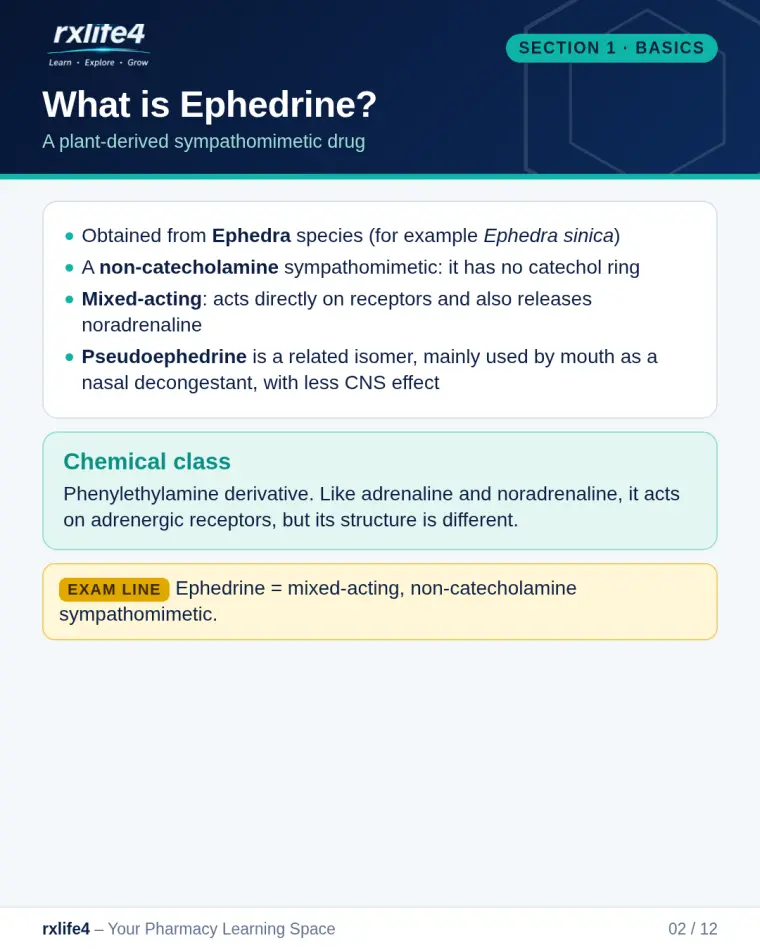 rxlife4
Learn • Explore • Grow
SECTION 1 · BASICS
What is Ephedrine?
A plant-derived sympathomimetic drug
• Obtained from Ephedra species (for example Ephedra sinica)
• A non-catecholamine sympathomimetic: it has no catechol ring
• Mixed-acting: acts directly on receptors and also releases
noradrenaline
• Pseudoephedrine is a related isomer, mainly used by mouth as a
nasal decongestant, with less CNS effect
Chemical class
Phenylethylamine derivative. Like adrenaline and noradrenaline, it acts
on adrenergic receptors, but its structure is different.
EXAM LINE Ephedrine = mixed-acting, non-catecholamine
sympathomimetic.
rxlife4 – Your Pharmacy Learning Space
02 / 12